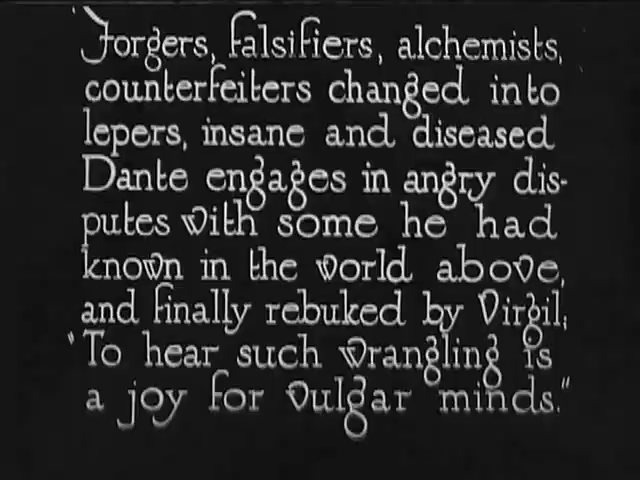 "Forgers, falsifiers, alchemists,
counterfeiters changed into
lepers, insane and diseased
Dante engages in angry dis-
putes with some he had
known in the world above,
and finally rebuked by Virgil;
"To hear such wrangling is
a joy for vulgar minds."